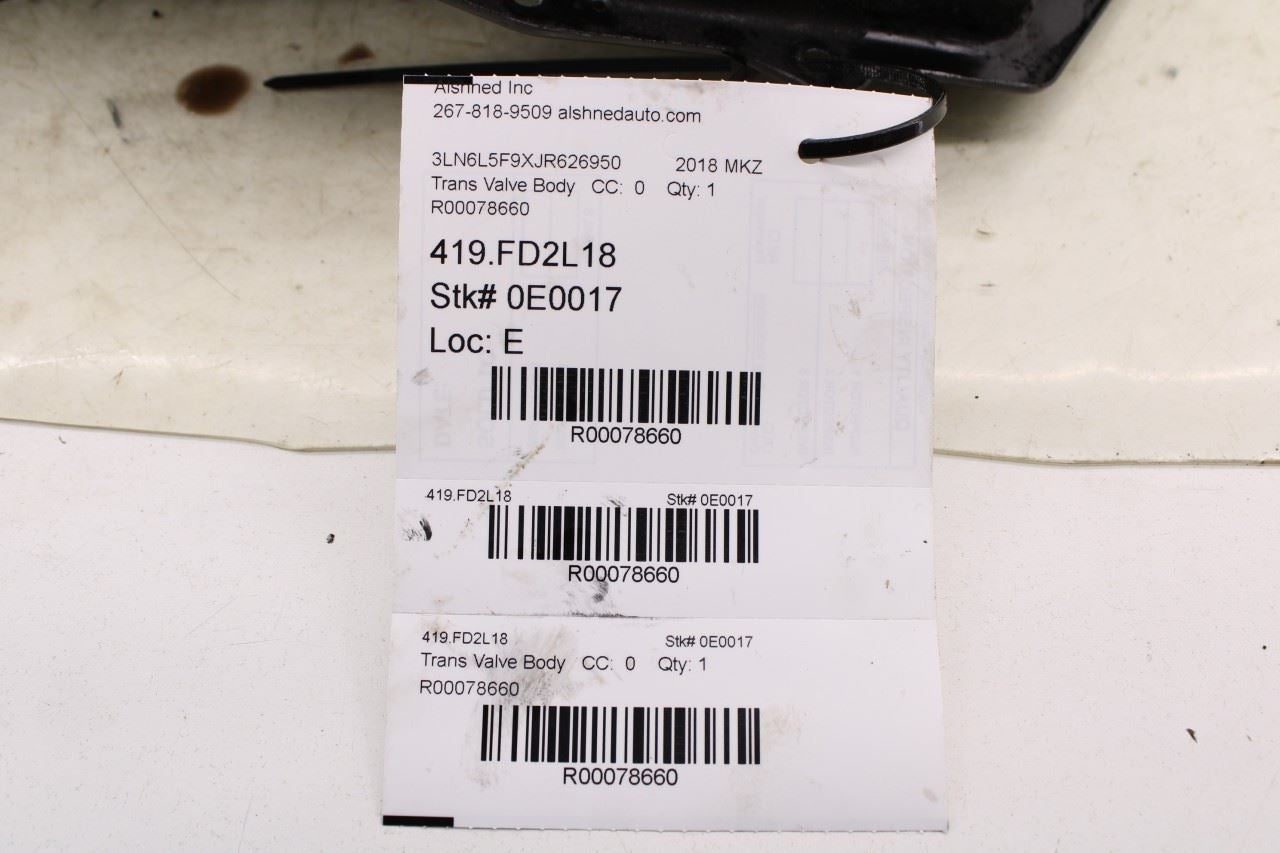 Alshned Inc
267-818-9509 alshnedauto.com
3LN6L5F9XJR626950 2018 MKZ
Trans Valve Body CC: 0 Qty: 1
R00078660
419.FD2L18
Stk# 0E0017
Loc: E
R00078660
419.FD2L18 Stk# 0E0017
R00078660
419.FD2L18 Stk# 0E0017
Trans Valve Body CC: 0 Qty: 1
R00078660
R00078660